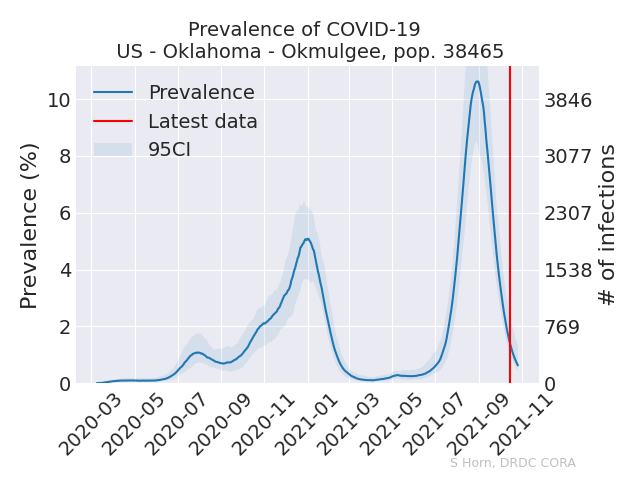 Prevalence of COVID-19
US - Oklahoma - Okmulgee, pop. 38465
Prevalence
Latest data
95CI
Prevalence (%)
10
8
6
4
2
0
3846
3077
2307
1538
769
0
# of infections
2020-03
2020-05
2020-07
2020-09
2020-11
2021-01
2021-03
2021-05
2021-07
2021-09
2021-11
S Horn, DRDC CORA